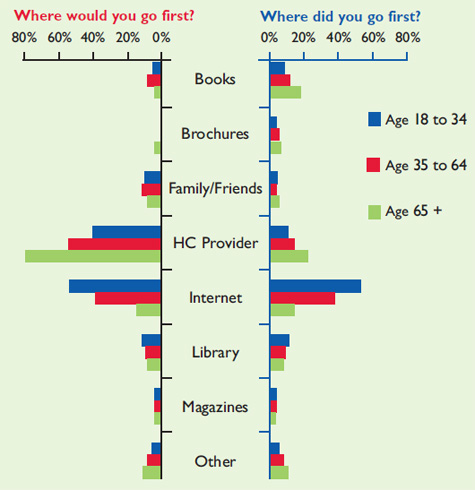 Where would you go first? Where did you go first?
80% 60% 40% 20% 0% 0% 20% 40% 60% 80%
Books
Brochures
Family/Friends
HC Provider
Internet
Library
Magazines
Other
Age 18 to 34
Age 35 to 64
Age 65 +